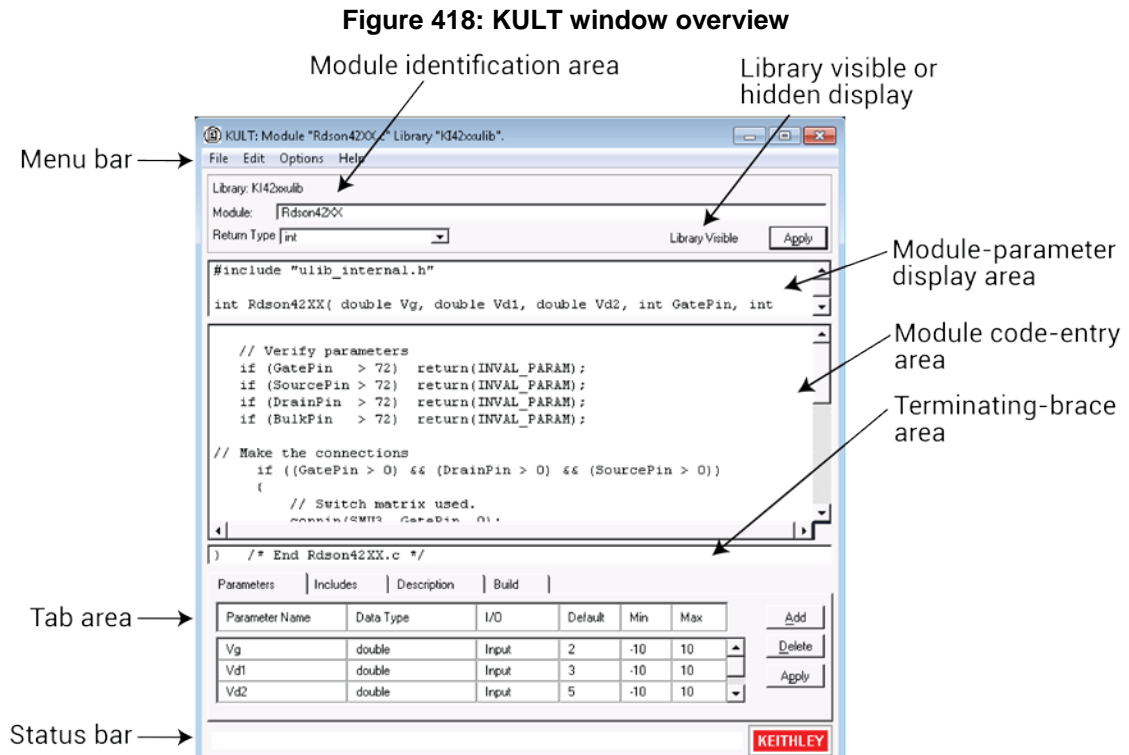 Figure 418: KULT window overview
Module identification area
Library visible or
hidden display
KULT: Module "Rdson42XX.c" Library "KI42xxulib".
Menu bar
File Edit Options Help
Library: KI42xxulib
Module: Rdson42XX
Return Type int
Library Visible Apply
Module-parameter
display area
#include "ulib_internal.h"
int Rdson42XX( double Vg, double Vd1, double Vd2, int GatePin, int
Module code-entry
area
// Verify parameters
if (GatePin > 72) return(INVAL_PARAM);
if (SourcePin > 72) return(INVAL_PARAM);
if (DrainPin > 72) return(INVAL_PARAM);
if (BulkPin > 72) return(INVAL_PARAM);
Terminating-brace
area
// Make the connections
if ((GatePin > 0) && (DrainPin > 0) && (SourcePin > 0))
{
// Switch matrix used.
conpin(SMU3, GatePin, 0);
} /* End Rdson42XX.c */
Parameters Includes Description Build
Tab area
Parameter Name Data Type I/O Default Min Max Add
Vg double Input 2 -10 10 Delete
Vd1 double Input 3 -10 10 Apply
Vd2 double Input 5 -10 10
Status bar
KEITHLEY